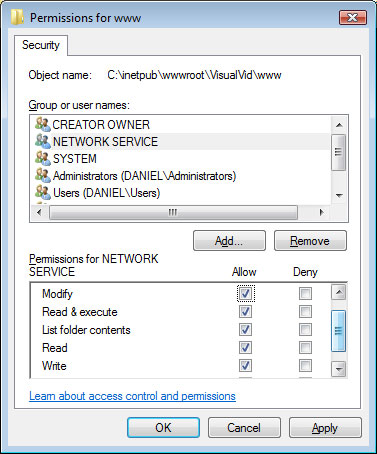 Permissions for www
Security
Object name: C:\inetpub\wwwroot\VisualVid\www
Group or user names:
CREATOR OWNER
NETWORK SERVICE
SYSTEM
Administrators (DANIEL\Administrators)
Users (DANIEL\Users)
Add... Remove
Permissions for NETWORK
SERVICE Allow Deny
Modify
Read & execute
List folder contents
Read
Write
Learn about access control and permissions
OK Cancel Apply